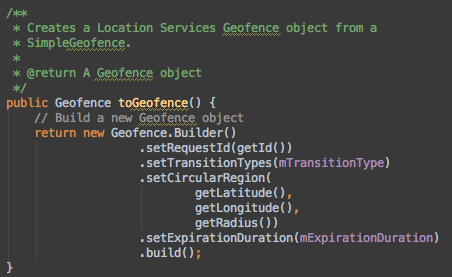 /**
 * Creates a Location Services Geofence object from a
 * SimpleGeofence.
 *
 * @return A Geofence object
 */
public Geofence toGeofence() {
    // Build a new Geofence object
    return new Geofence.Builder()
                   .setRequestId(getId())
                   .setTransitionTypes(mTransitionType)
                   .setCircularRegion(
                           getLatitude(),
                           getLongitude(),
                           getRadius())
                   .setExpirationDuration(mExpirationDuration)
                   .build();
}